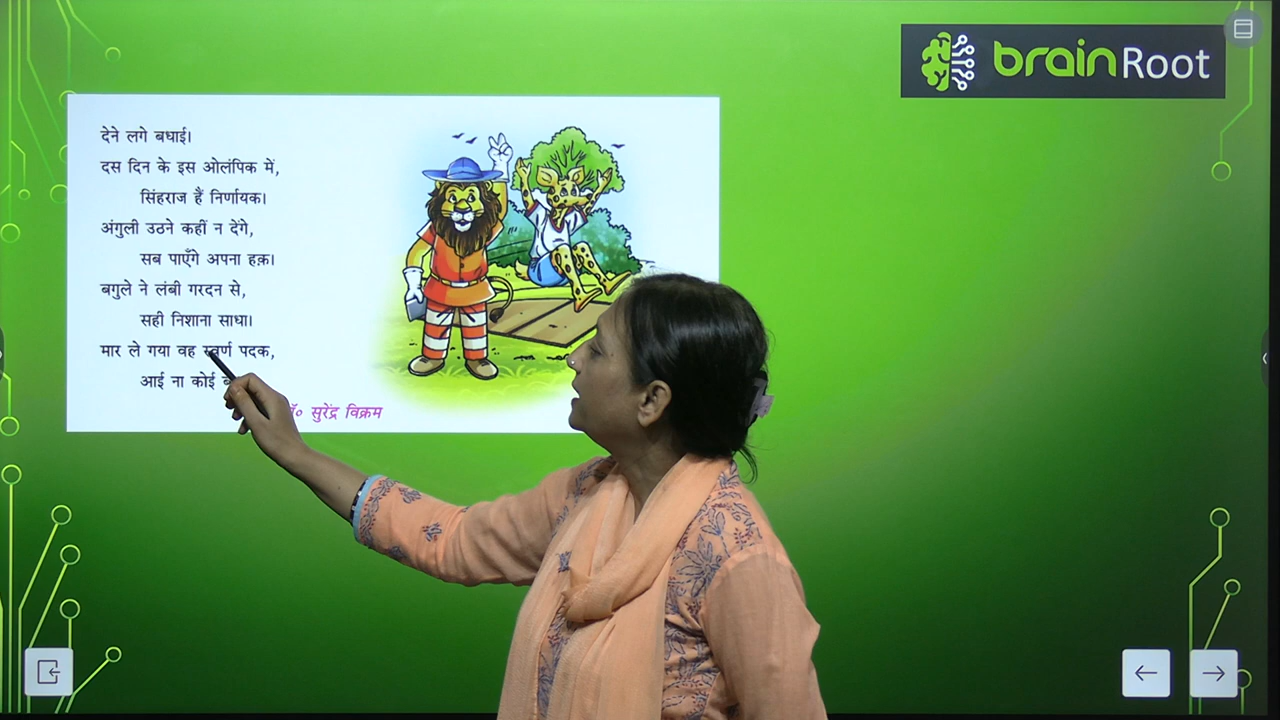 brainRoot
देने लगे बधाई।
दस दिन के इस ओलंपिक में,
सिंहराज हैं निर्णायक।
अंगुली उठने कहीं न देंगे,
सब पाएँगे अपना हक़।
बगुले ने लंबी गरदन से,
सही निशाना साधा।
मार ले गया वह स्वर्ण पदक,
आई ना कोई
सुरेंद्र विक्रम